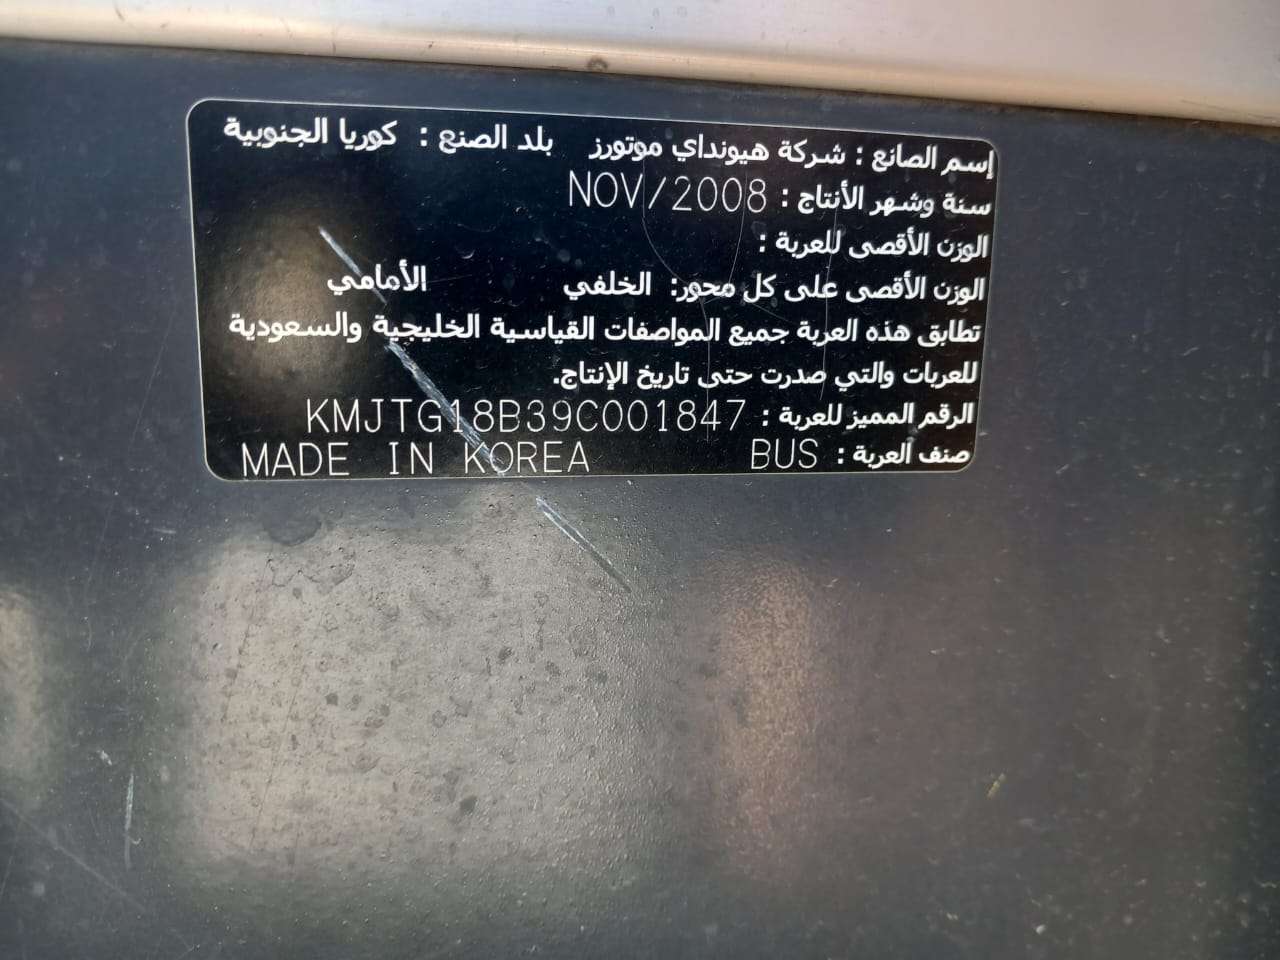 إسم الصانع : شركة هيونداي موتورز بلد الصنع : كوريا الجنوبية
سنة وشهر الأنتاج : NOV/2008
الوزن الأقصى للعربة :
الوزن الأقصى على كل محور: الخلفي الأمامي
تطابق هذه العربة جميع المواصفات القياسية الخليجية والسعودية
للعربات والتي صدرت حتى تاريخ الإنتاج.
الرقم المميز للعربة : KMJTG18B39C001847
صنف العربة : BUS MADE IN KOREA